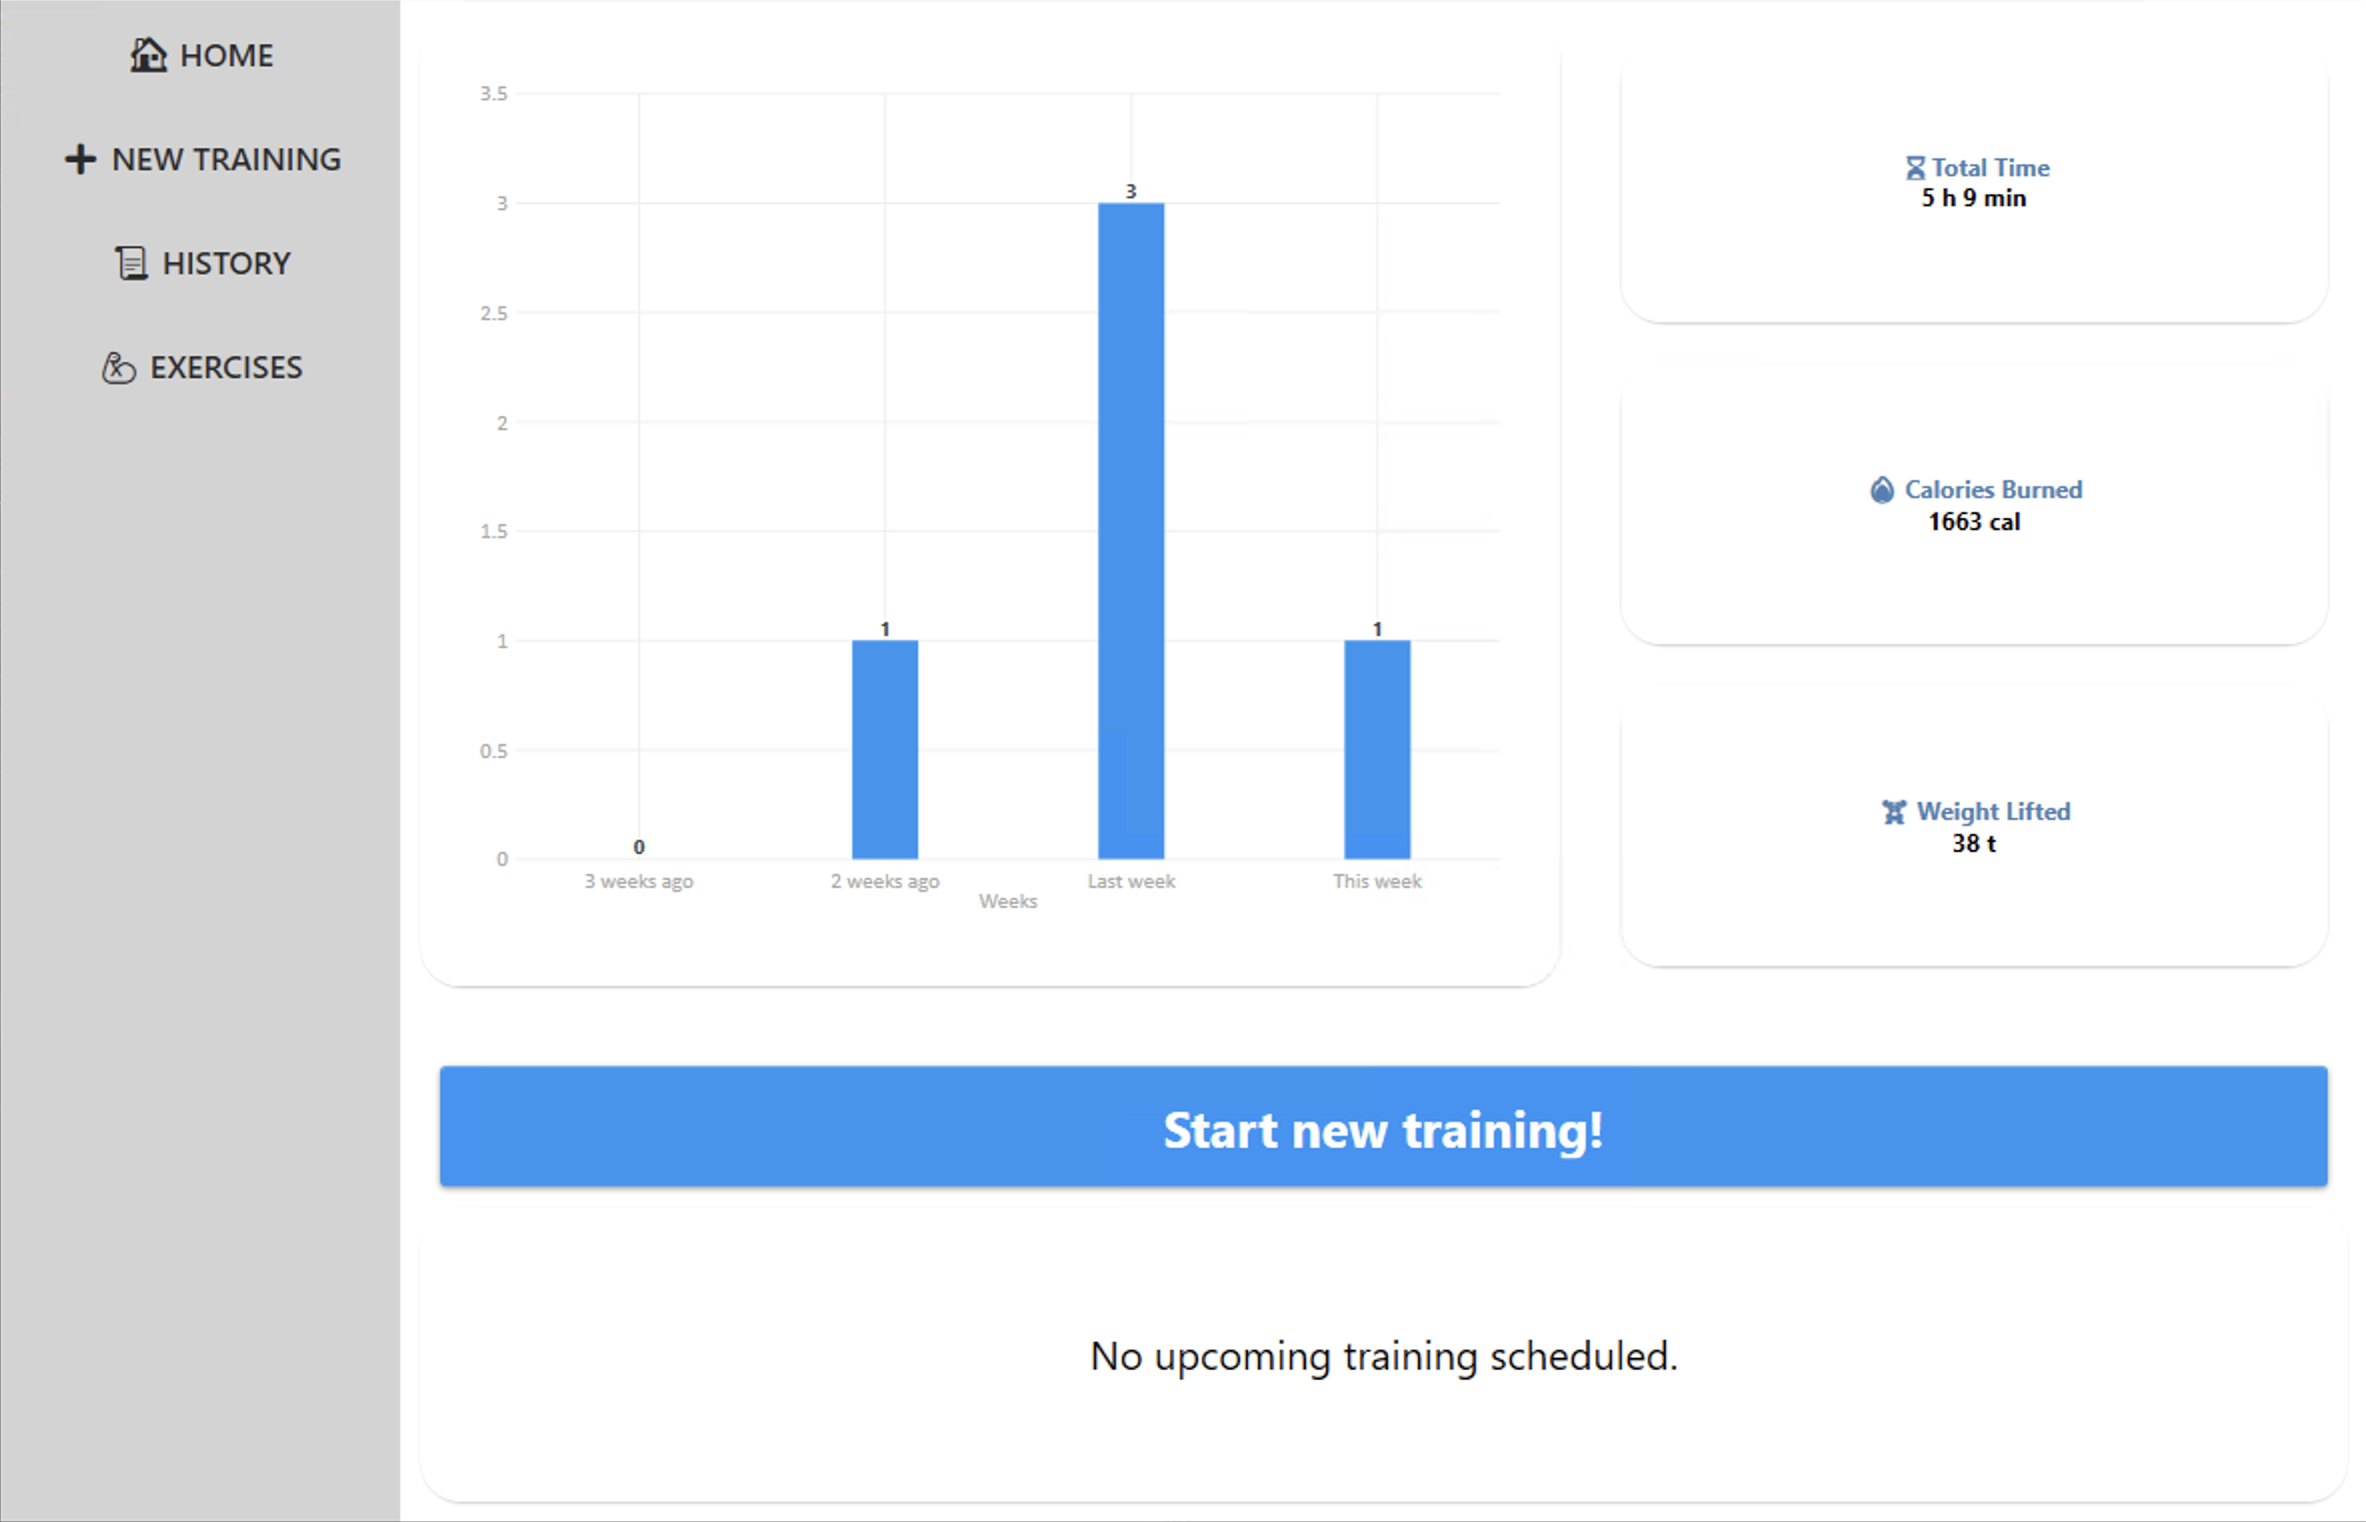 HOME
NEW TRAINING
HISTORY
EXERCISES
3.5
3
2.5
2
1.5
1
0.5
0
0
1
3
1
3 weeks ago
2 weeks ago
Last week
This week
Weeks
Total Time
5 h 9 min
Calories Burned
1663 cal
Weight Lifted
38 t
Start new training!
No upcoming training scheduled.